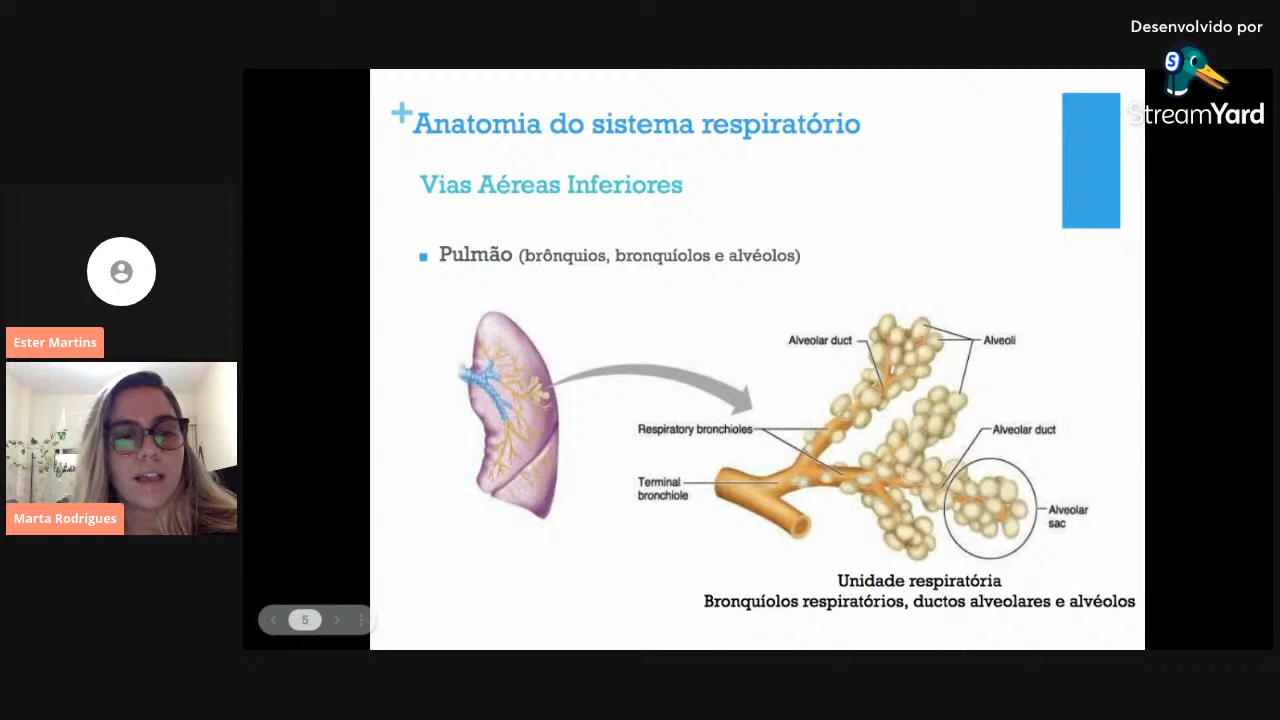 Desenvolvido por
StreamYard
+Anatomia do sistema respiratório
Vias Aéreas Inferiores
Pulmão (brônquios, bronquíolos e alvéolos)
Alveolar duct
Alveoli
Respiratory bronchioles
Alveolar duct
Terminal
bronchiole
Alveolar
sac
Unidade respiratória
Bronquíolos respiratórios, ductos alveolares e alvéolos
5
Ester Martins
Marta Rodrigues